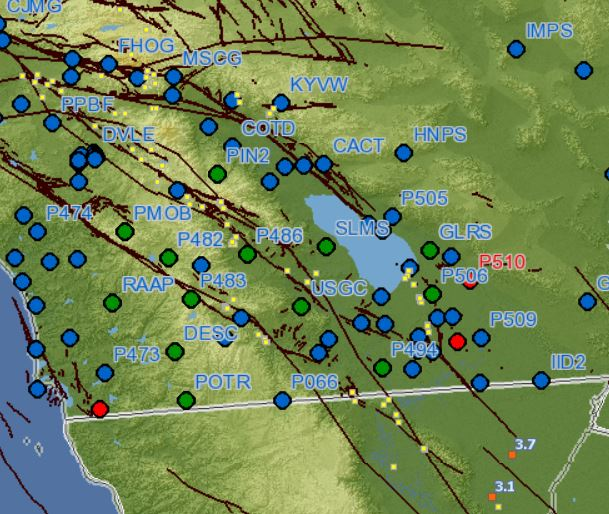 CJMG
IMPS
FHOG
MSCG
KYVW
PPBF
COTD
DVLE
HNPS
CACT
PIN2
P505
P474
PMOB
SLMS
GLRS
P482
P486
P510
P506
P483
RAAP
USGC
G
P509
DESC
P494
P473
IID2
POTR
P066
3.7
3.1